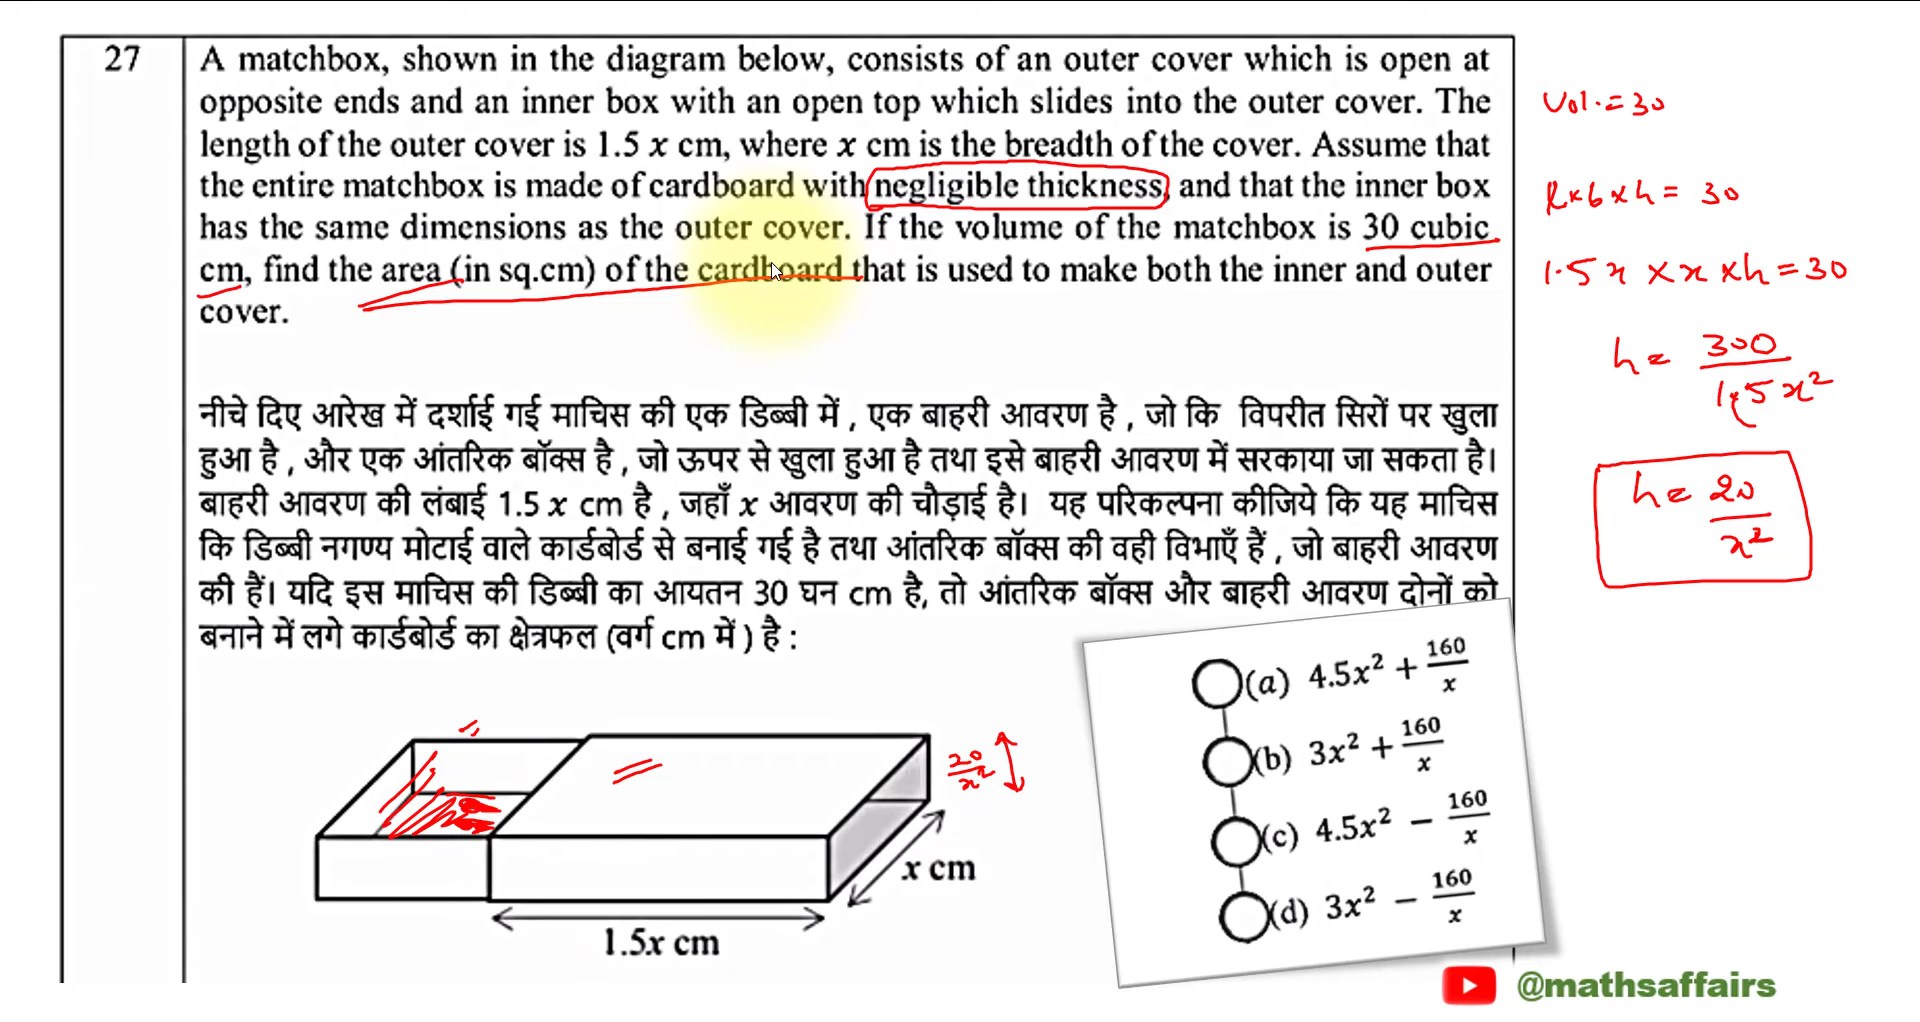 27
A matchbox, shown in the diagram below, consists of an outer cover which is open at
opposite ends and an inner box with an open top which slides into the outer cover. The
length of the outer cover is 1.5 x cm, where x cm is the breadth of the cover. Assume that
the entire matchbox is made of cardboard with negligible thickness, and that the inner box
has the same dimensions as the outer cover. If the volume of the matchbox is 30 cubic
cm, find the area (in sq.cm) of the cardboard that is used to make both the inner and outer
cover.
नीचे दिए आरेख में दर्शाई गई माचिस की एक डिब्बी में , एक बाहरी आवरण है , जो कि विपरीत सिरों पर खुला
हुआ है , और एक आंतरिक बॉक्स है , जो ऊपर से खुला हुआ है तथा इसे बाहरी आवरण में सरकाया जा सकता है।
बाहरी आवरण की लंबाई 1.5 x cm है , जहाँ x आवरण की चौड़ाई है। यह परिकल्पना कीजिये कि यह माचिस
कि डिब्बी नगण्य मोटाई वाले कार्डबोर्ड से बनाई गई है तथा आंतरिक बॉक्स की वही विभाएँ हैं , जो बाहरी आवरण
की हैं। यदि इस माचिस की डिब्बी का आयतन 30 घन cm है, तो आंतरिक बॉक्स और बाहरी आवरण दोनों को
बनाने में लगे कार्डबोर्ड का क्षेत्रफल (वर्ग cm में ) है :
Vol. = 30
l×b×h = 30
1.5x × x × h = 30
h = 300/1.5x²
h = 20/x²
20/x²
x cm
1.5x cm
(a) 4.5x² + 160/x
(b) 3x² + 160/x
(c) 4.5x² − 160/x
(d) 3x² − 160/x
@mathsaffairs